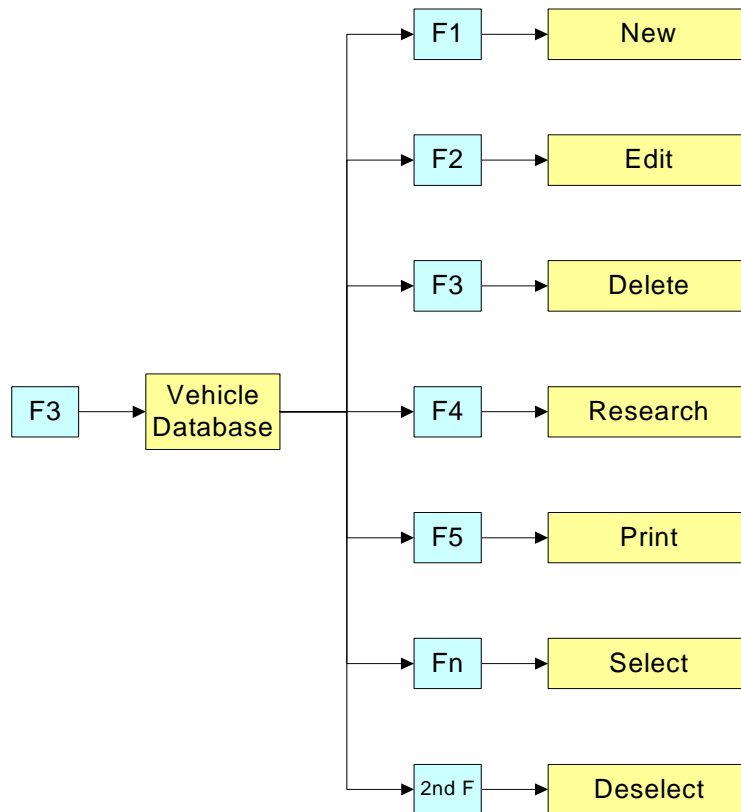 F1
New
F2
Edit
F3
Delete
F3
Vehicle
Database
F4
Research
F5
Print
Fn
Select
2nd F
Deselect